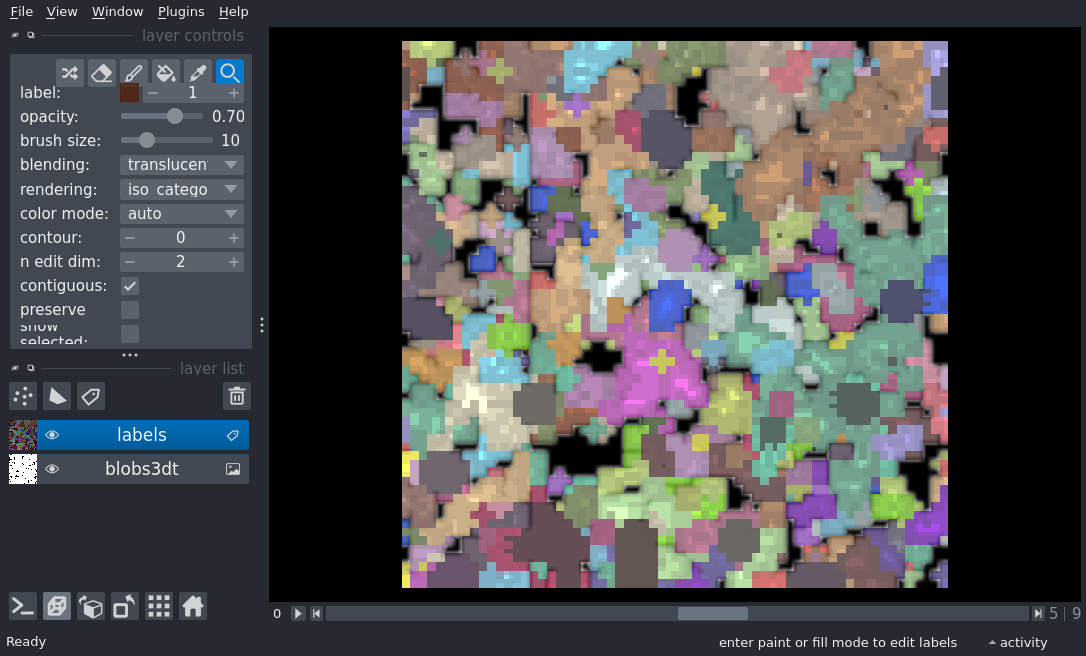 File View Window Plugins Help
layer controls
label: 1
opacity: 0.70
brush size: 10
blending: translucen
rendering: iso_catego
color mode: auto
contour: 0
n edit dim: 2
contiguous:
preserve
show
selected:
layer list
labels
blobs3dt
0 5 | 9
Ready enter paint or fill mode to edit labels activity